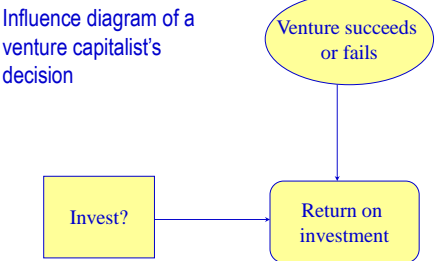 Influence diagram of a
venture capitalist's
decision
Venture succeeds
or fails
Invest?
Return on
investment